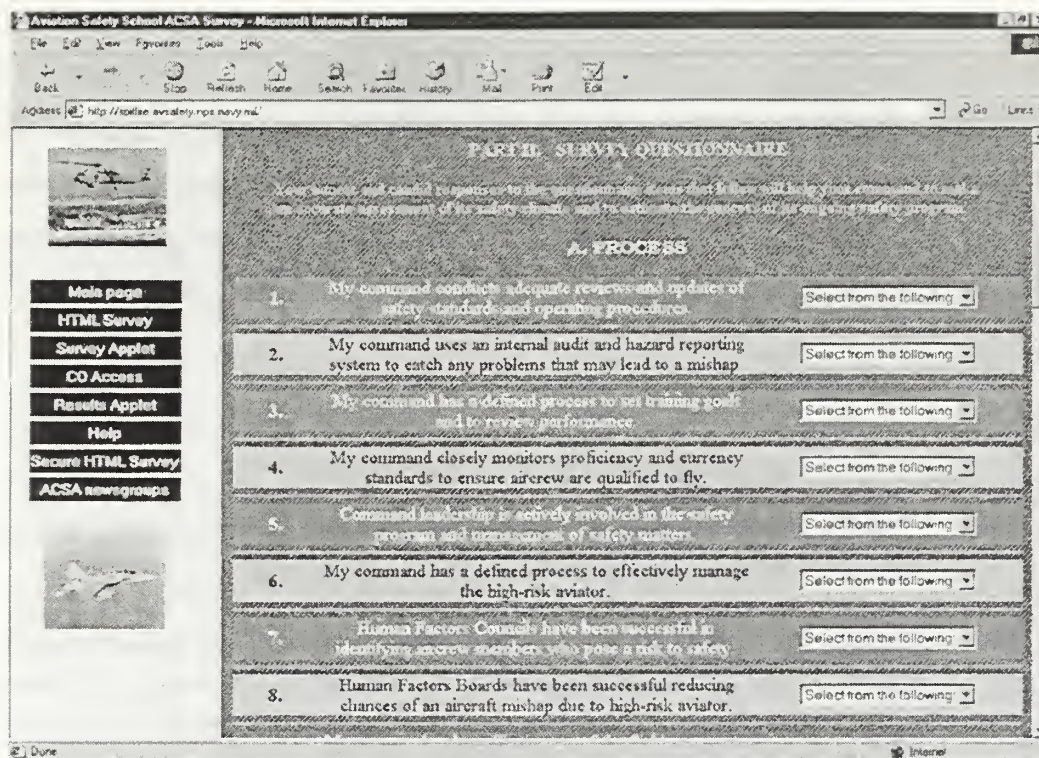 Aviation Safety School ACSA Survey - Microsoft Internet Explorer
File Edit View Favorites Tools Help
Back Stop Refresh Home Search Favorites History Mail Print Edit
Address Go Links
Main page
HTML Survey
Survey Applet
CO Access
Results Applet
Help
Secure HTML Survey
ACSA newsgroups
PART II. SURVEY QUESTIONNAIRE
A. PROCESS
1. My command conducts adequate reviews and updates of
safety standards and operating procedures.
Select from the following
2. My command uses an internal audit and hazard reporting
system to catch any problems that may lead to a mishap
Select from the following
3. My command has a defined process to set training goals
and to review performance.
Select from the following
4. My command closely monitors proficiency and currency
standards to ensure aircrew are qualified to fly.
Select from the following
5. Command leadership is actively involved in the safety
program and management of safety matters.
Select from the following
6. My command has a defined process to effectively manage
the high-risk aviator.
Select from the following
7. Human Factors Councils have been successful in
identifying aircrew members who pose a risk to safety
Select from the following
8. Human Factors Boards have been successful reducing
chances of an aircraft mishap due to high-risk aviator.
Select from the following
Done
Internet